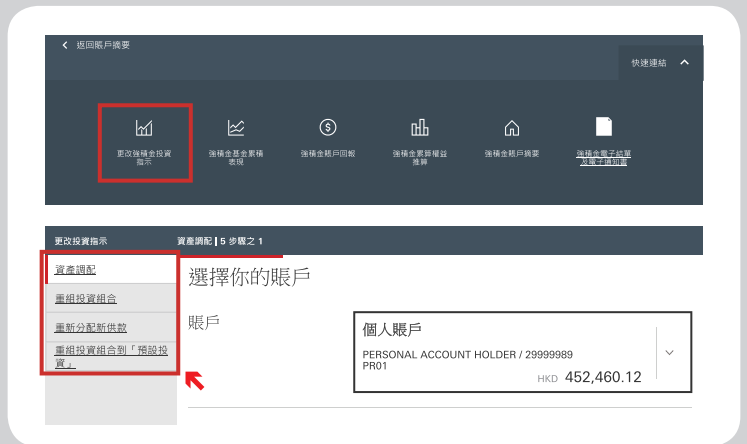 返回賬戶摘要
快速連結
更改強積金投資
指示
強積金基金累積
表現
強積金賬戶回報
強積金累算權益
推算
強積金賬戶摘要
強積金電子結單
及電子通知書
更改投資指示
資產調配 | 5 步驟之 1
資產調配
重組投資組合
重新分配新供款
重組投資組合到「預設投
資」
選擇你的賬戶
賬戶
個人賬戶
PERSONAL ACCOUNT HOLDER / 29999989
PR01
HKD 452,460.12